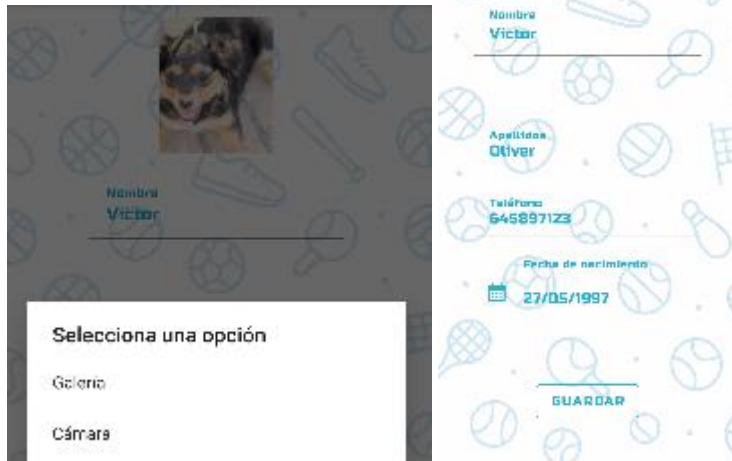 Nombre
Victor
Selecciona una opción
Galería
Cámara
Nombre
Victor
Apellidos
Oliver
Teléfono
645897123
Fecha de nacimiento
27/05/1997
GUARDAR